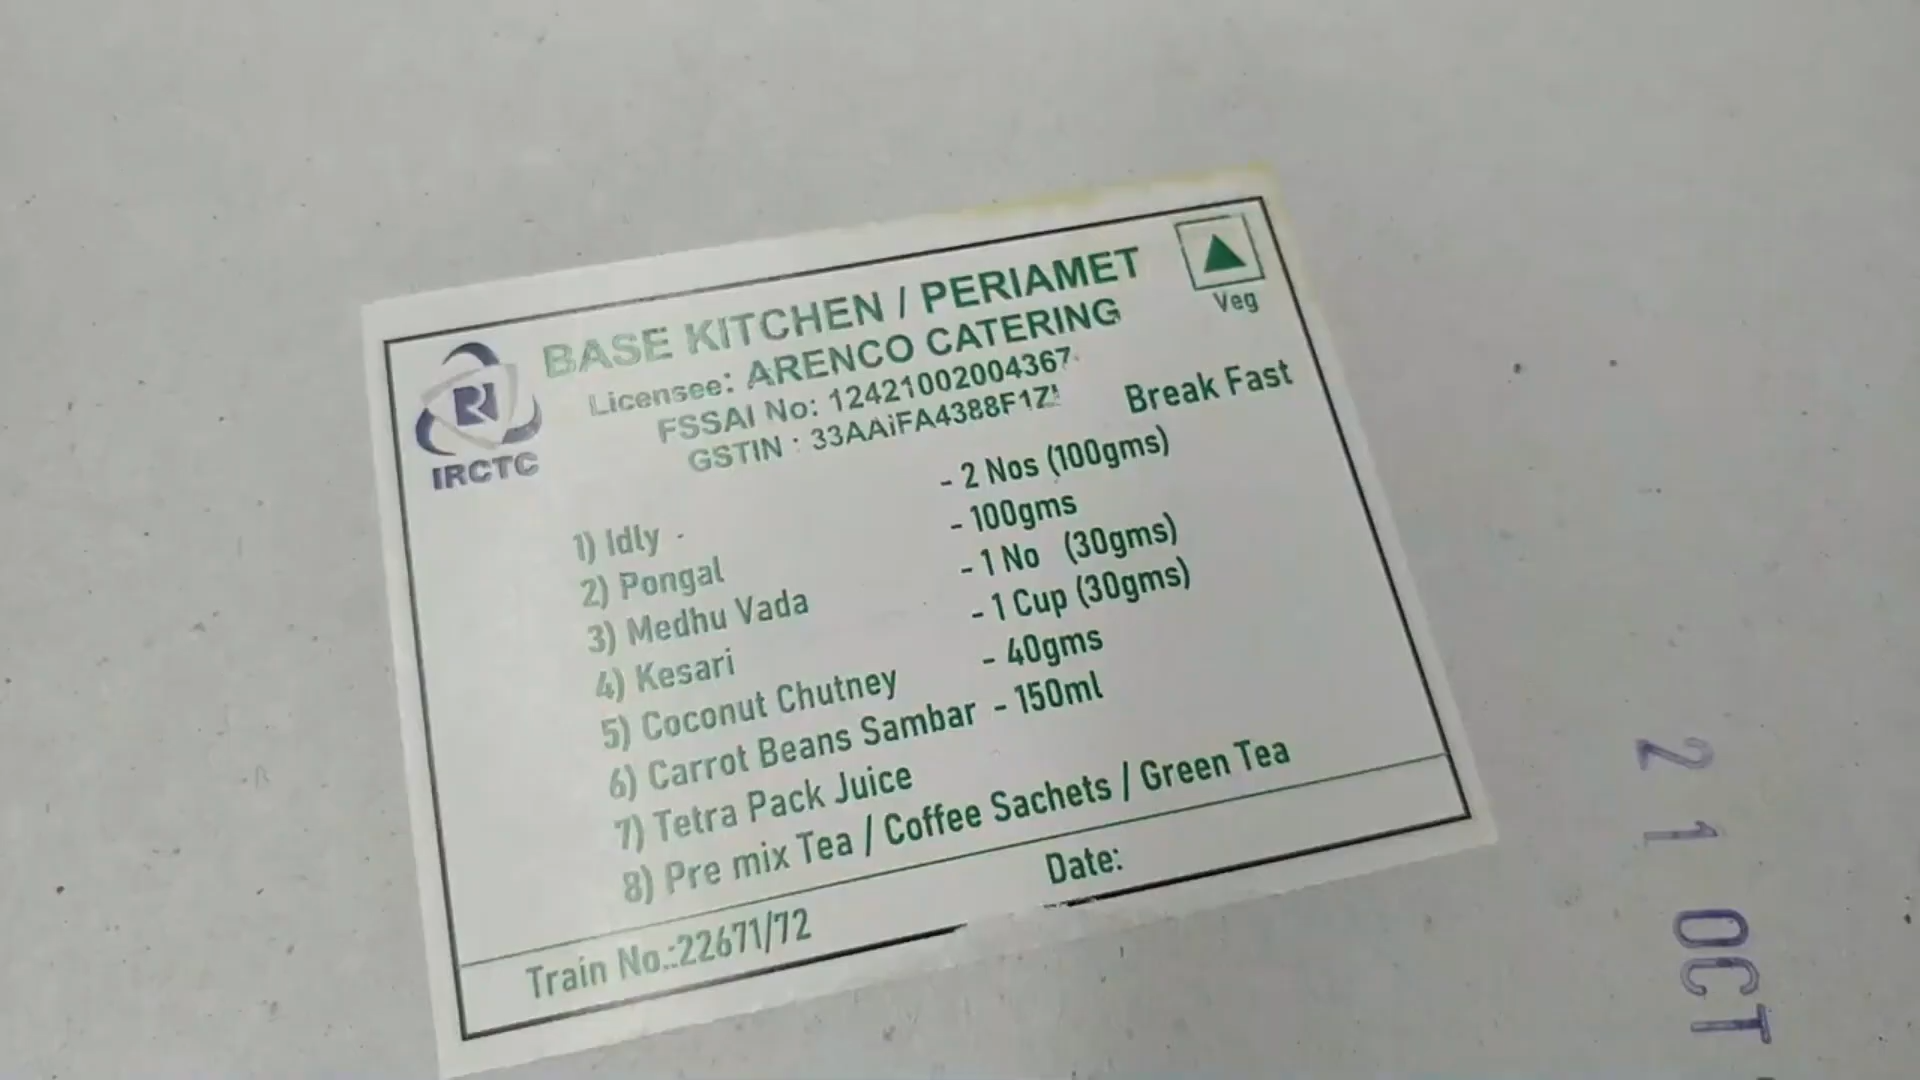 BASE KITCHEN / PERIAMET
Licensee: ARENCO CATERING
FSSAI No: 12421002004367
GSTIN :
IRCTC
Veg
Break Fast
1) Idly - 2 Nos (100gms)
2) Pongal - 100gms
3) Medhu Vada - 1 No (30gms)
4) Kesari - 1 Cup (30gms)
5) Coconut Chutney - 40gms
6) Carrot Beans Sambar - 150ml
7) Tetra Pack Juice
8) Pre mix Tea / Coffee Sachets / Green Tea
Train No.:22671/72 Date:
21 OCT